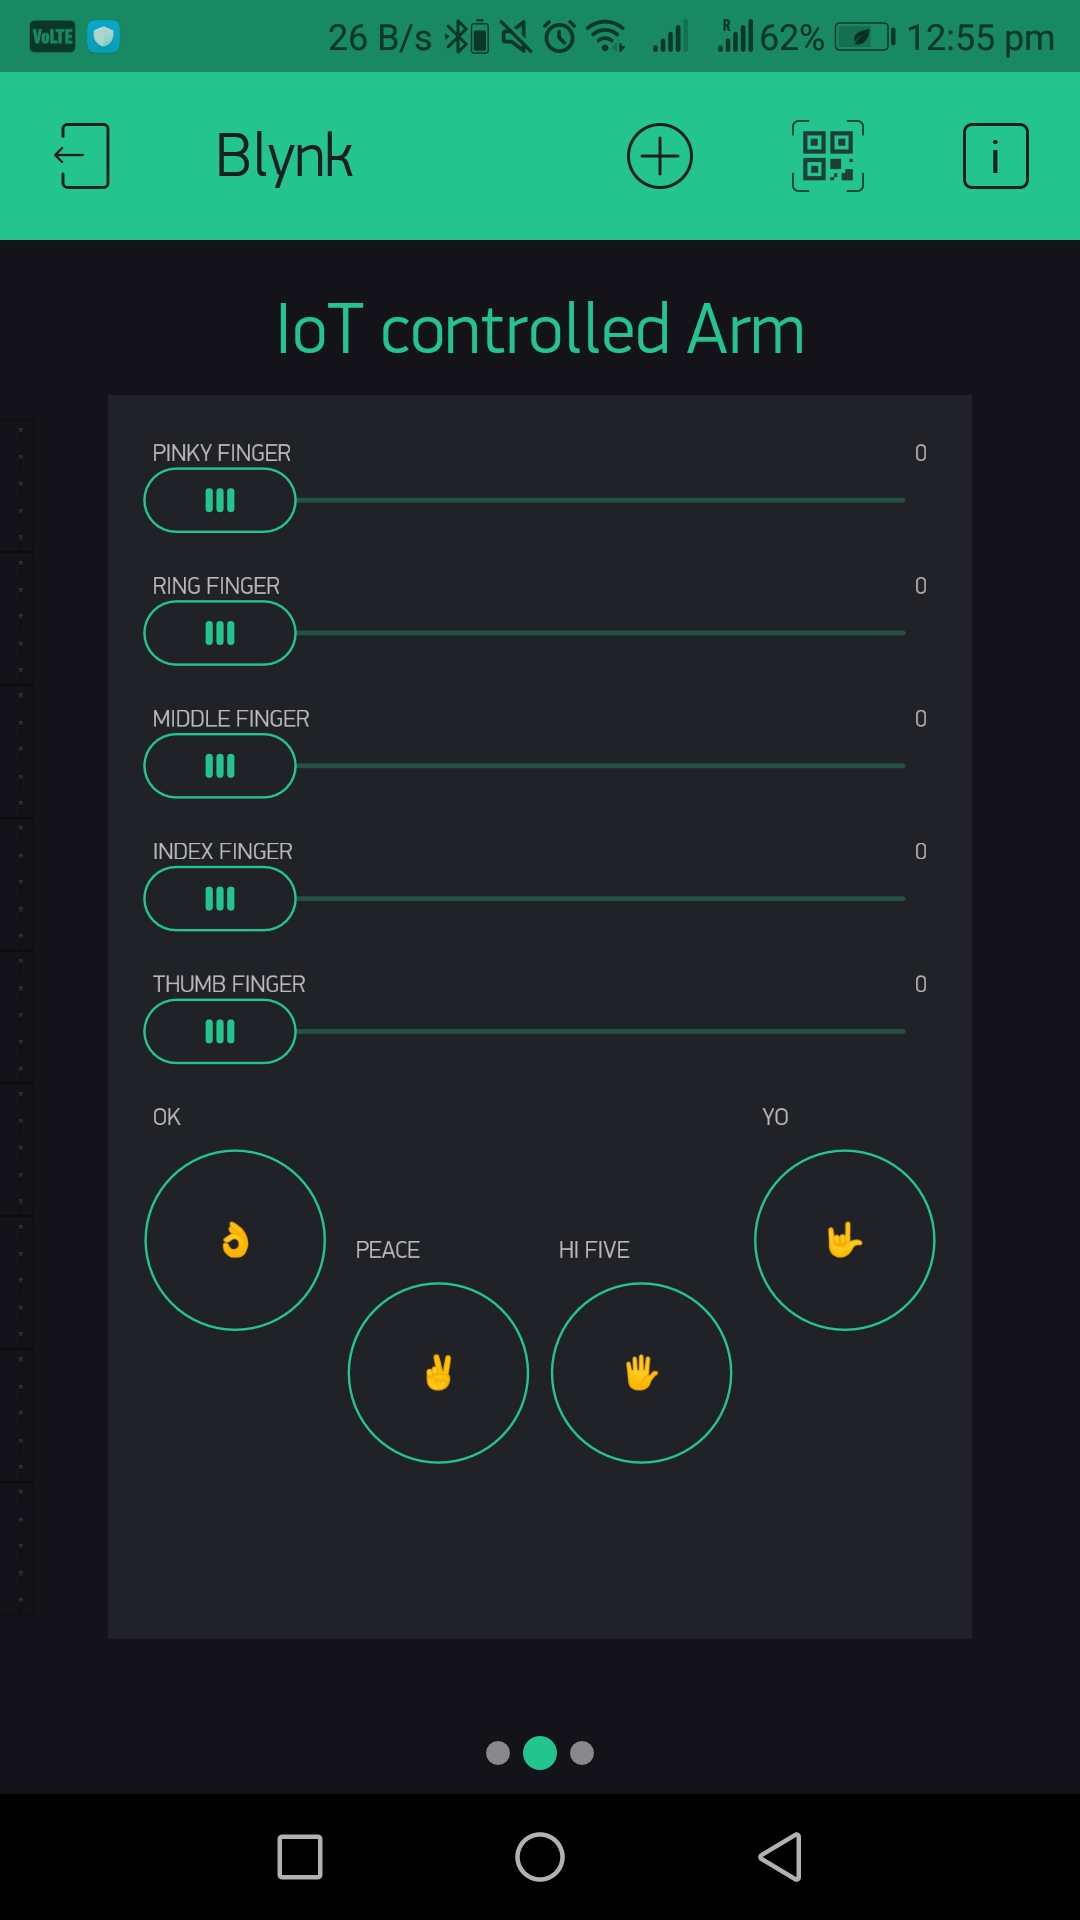 VoLTE 26 B/s R 62% 12:55 pm
Blynk i
IoT controlled Arm
PINKY FINGER 0
RING FINGER 0
MIDDLE FINGER 0
INDEX FINGER 0
THUMB FINGER 0
OK YO
PEACE HI FIVE